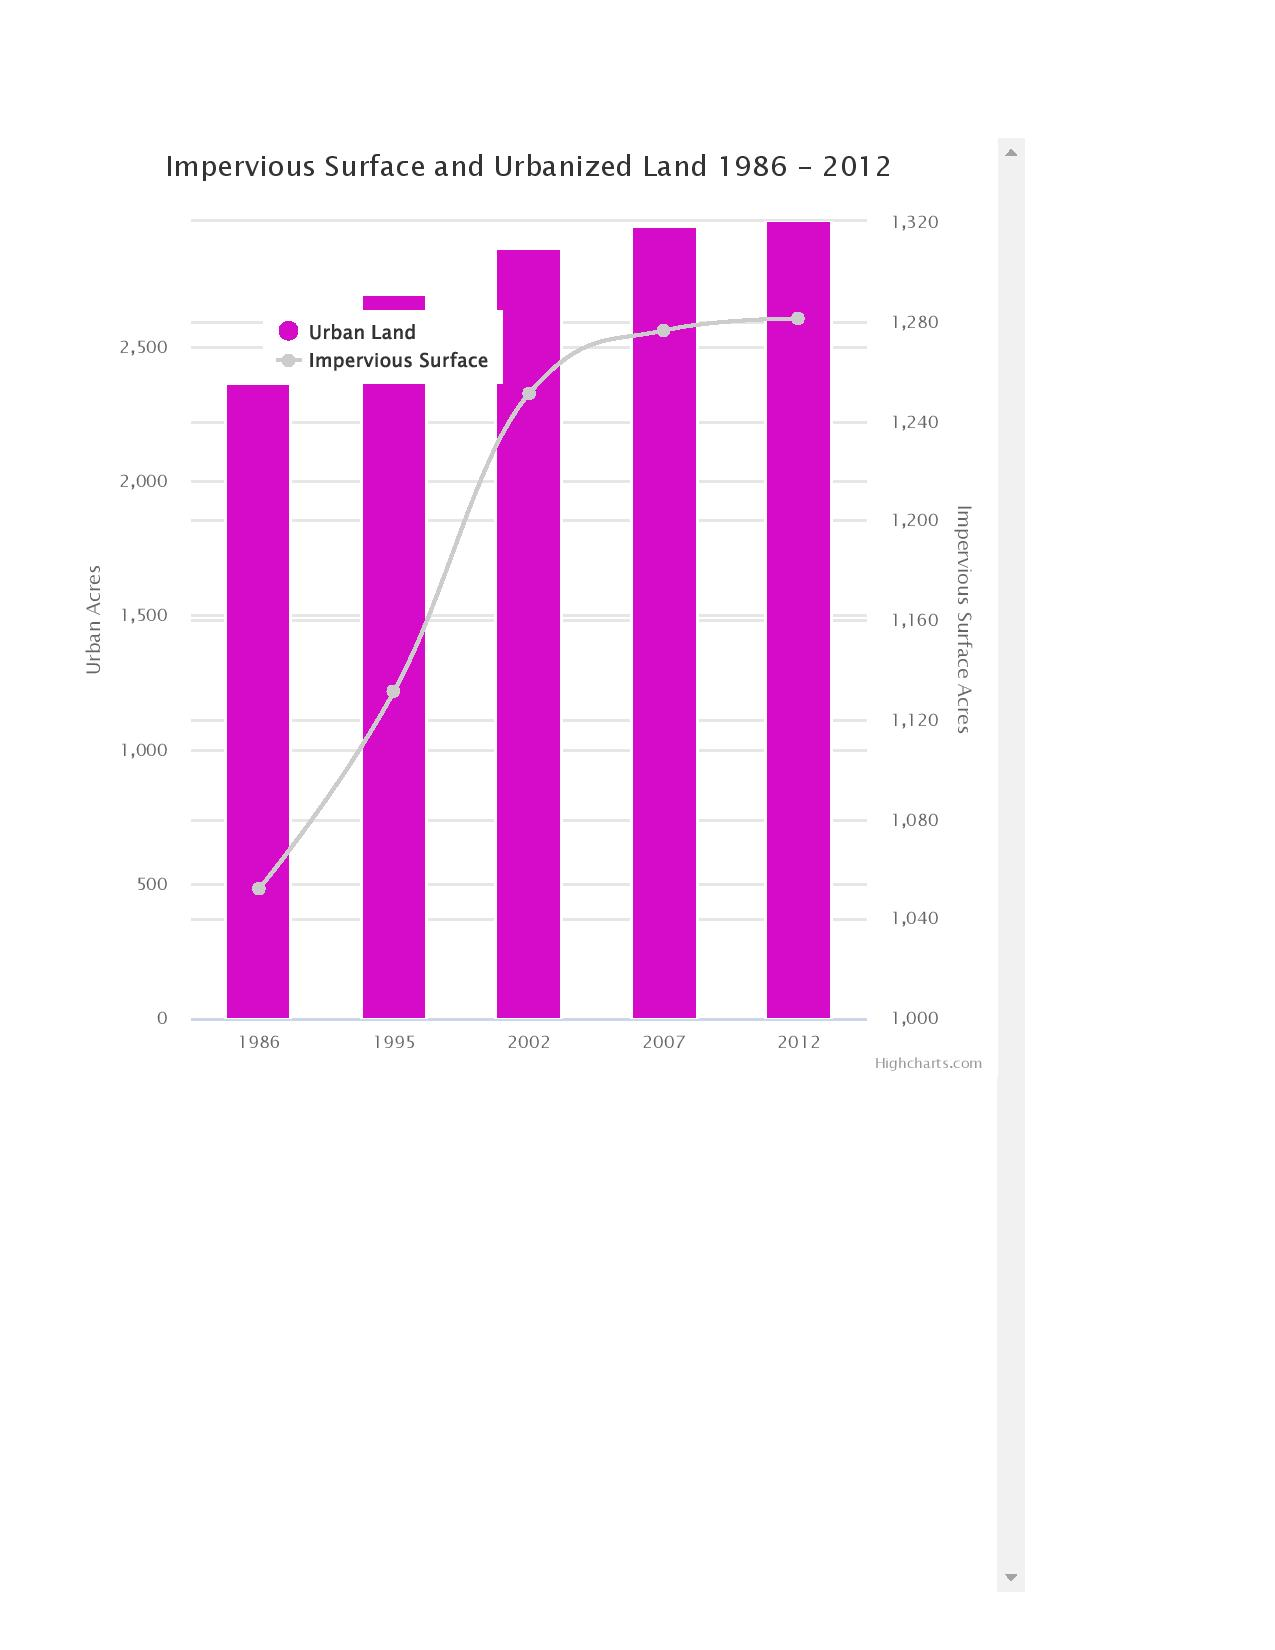 Impervious Surface and Urbanized Land 1986 – 2012
1,320
Urban Land
1,280
2,500
Impervious Surface
1,240
2,000
1,200
Urban Acres
Impervious Surface Acres
1,500
1,160
1,120
1,000
1,080
500
1,040
0
1,000
1986 1995 2002 2007 2012
Highcharts.com